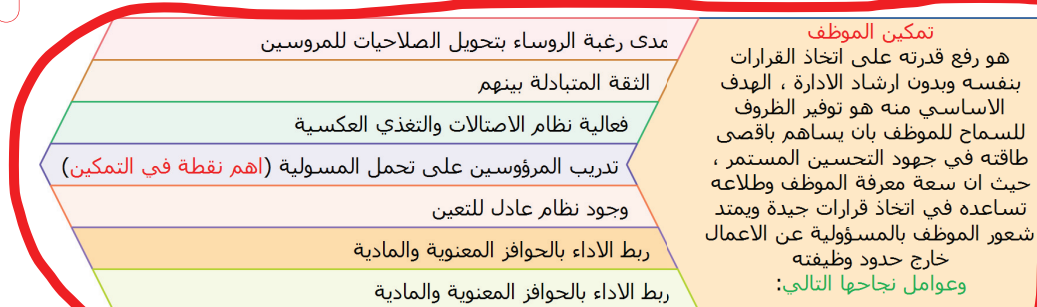 تمكين الموظف
هو رفع قدرته على اتخاذ القرارات
بنفسه وبدون ارشاد الادارة ، الهدف
الاساسي منه هو توفير الظروف
للسماح للموظف بان يساهم باقصى
طاقته في جهود التحسين المستمر ،
حيث ان سعة معرفة الموظف وطلاعه
تساعده في اتخاذ قرارات جيدة ويمتد
شعور الموظف بالمسؤولية عن الاعمال
خارج حدود وظيفته
وعوامل نجاحها التالي:
مدى رغبة الروساء بتحويل الصلاحيات للمروسين
الثقة المتبادلة بينهم
فعالية نظام الاصتالات والتغذي العكسية
تدريب المرؤوسين على تحمل المسولية (اهم نقطة في التمكين)
وجود نظام عادل للتعين
ربط الاداء بالحوافز المعنوية والمادية
ربط الاداء بالحوافز المعنوية والمادية